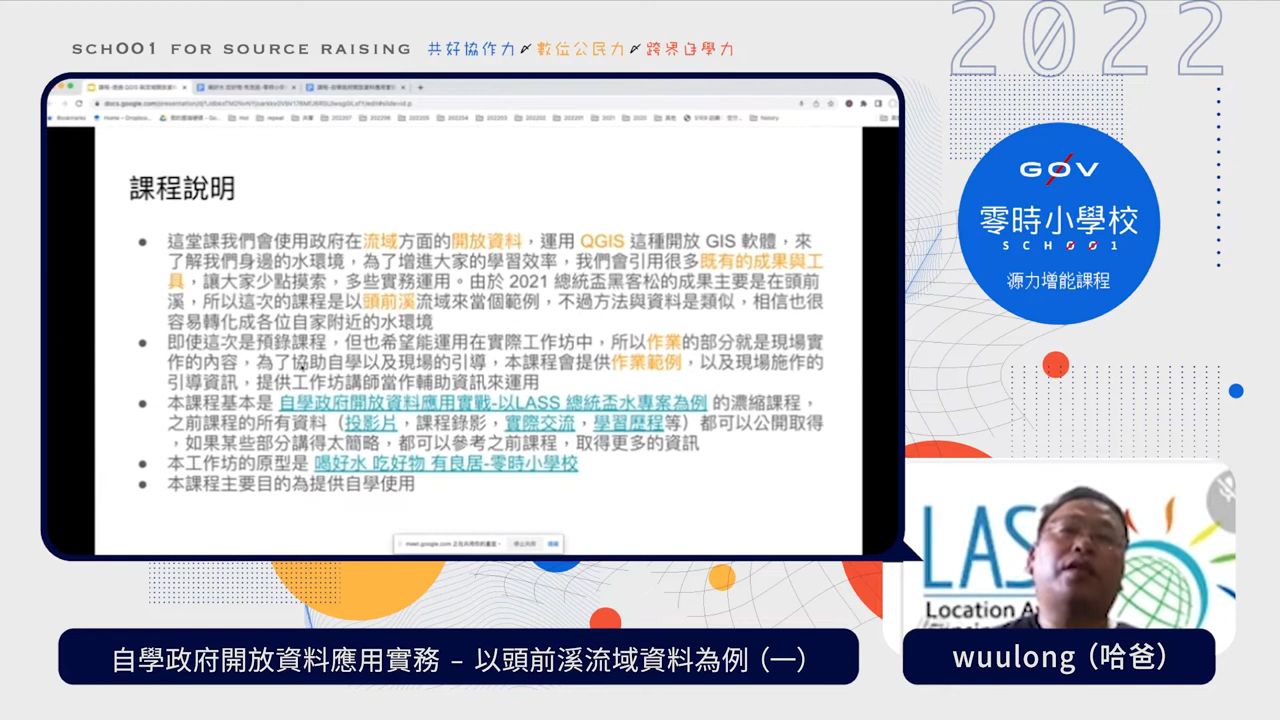 2022
SCHOO1 FOR SOURCE RAISING 共好協作力 數位公民力 跨界自學力
課程說明
● 這堂課我們會使用政府在流域方面的開放資料，運用 QGIS 這種開放 GIS 軟體，來
了解我們身邊的水環境，為了增進大家的學習效率，我們會引用很多既有的成果與工
具，讓大家少點摸索，多些實務運用。由於 2021 總統盃黑客松的成果主要是在頭前
溪，所以這次的課程是以頭前溪流域來當個範例，不過方法與資料是類似，相信也很
容易轉化成各位自家附近的水環境
● 即使這次是預錄課程，但也希望能運用在實際工作坊中，所以作業的部分就是現場實
作的內容，為了協助自學以及現場的引導，本課程會提供作業範例，以及現場施作的
引導資訊，提供工作坊講師當作輔助資訊來運用
● 本課程基本是 自學政府開放資料應用實戰-以LASS 總統盃水專案為例 的濃縮課程，
之前課程的所有資料（投影片，課程錄影，實際交流，學習歷程等）都可以公開取得
，如果某些部分講得太簡略，都可以參考之前課程，取得更多的資訊
● 本工作坊的原型是 喝好水 吃好物 有良居-零時小學校
● 本課程主要目的為提供自學使用
GØV
零時小學校
SCHOO1
源力增能課程
LASS
Location A
自學政府開放資料應用實務 – 以頭前溪流域資料為例（一）
wuulong（哈爸）